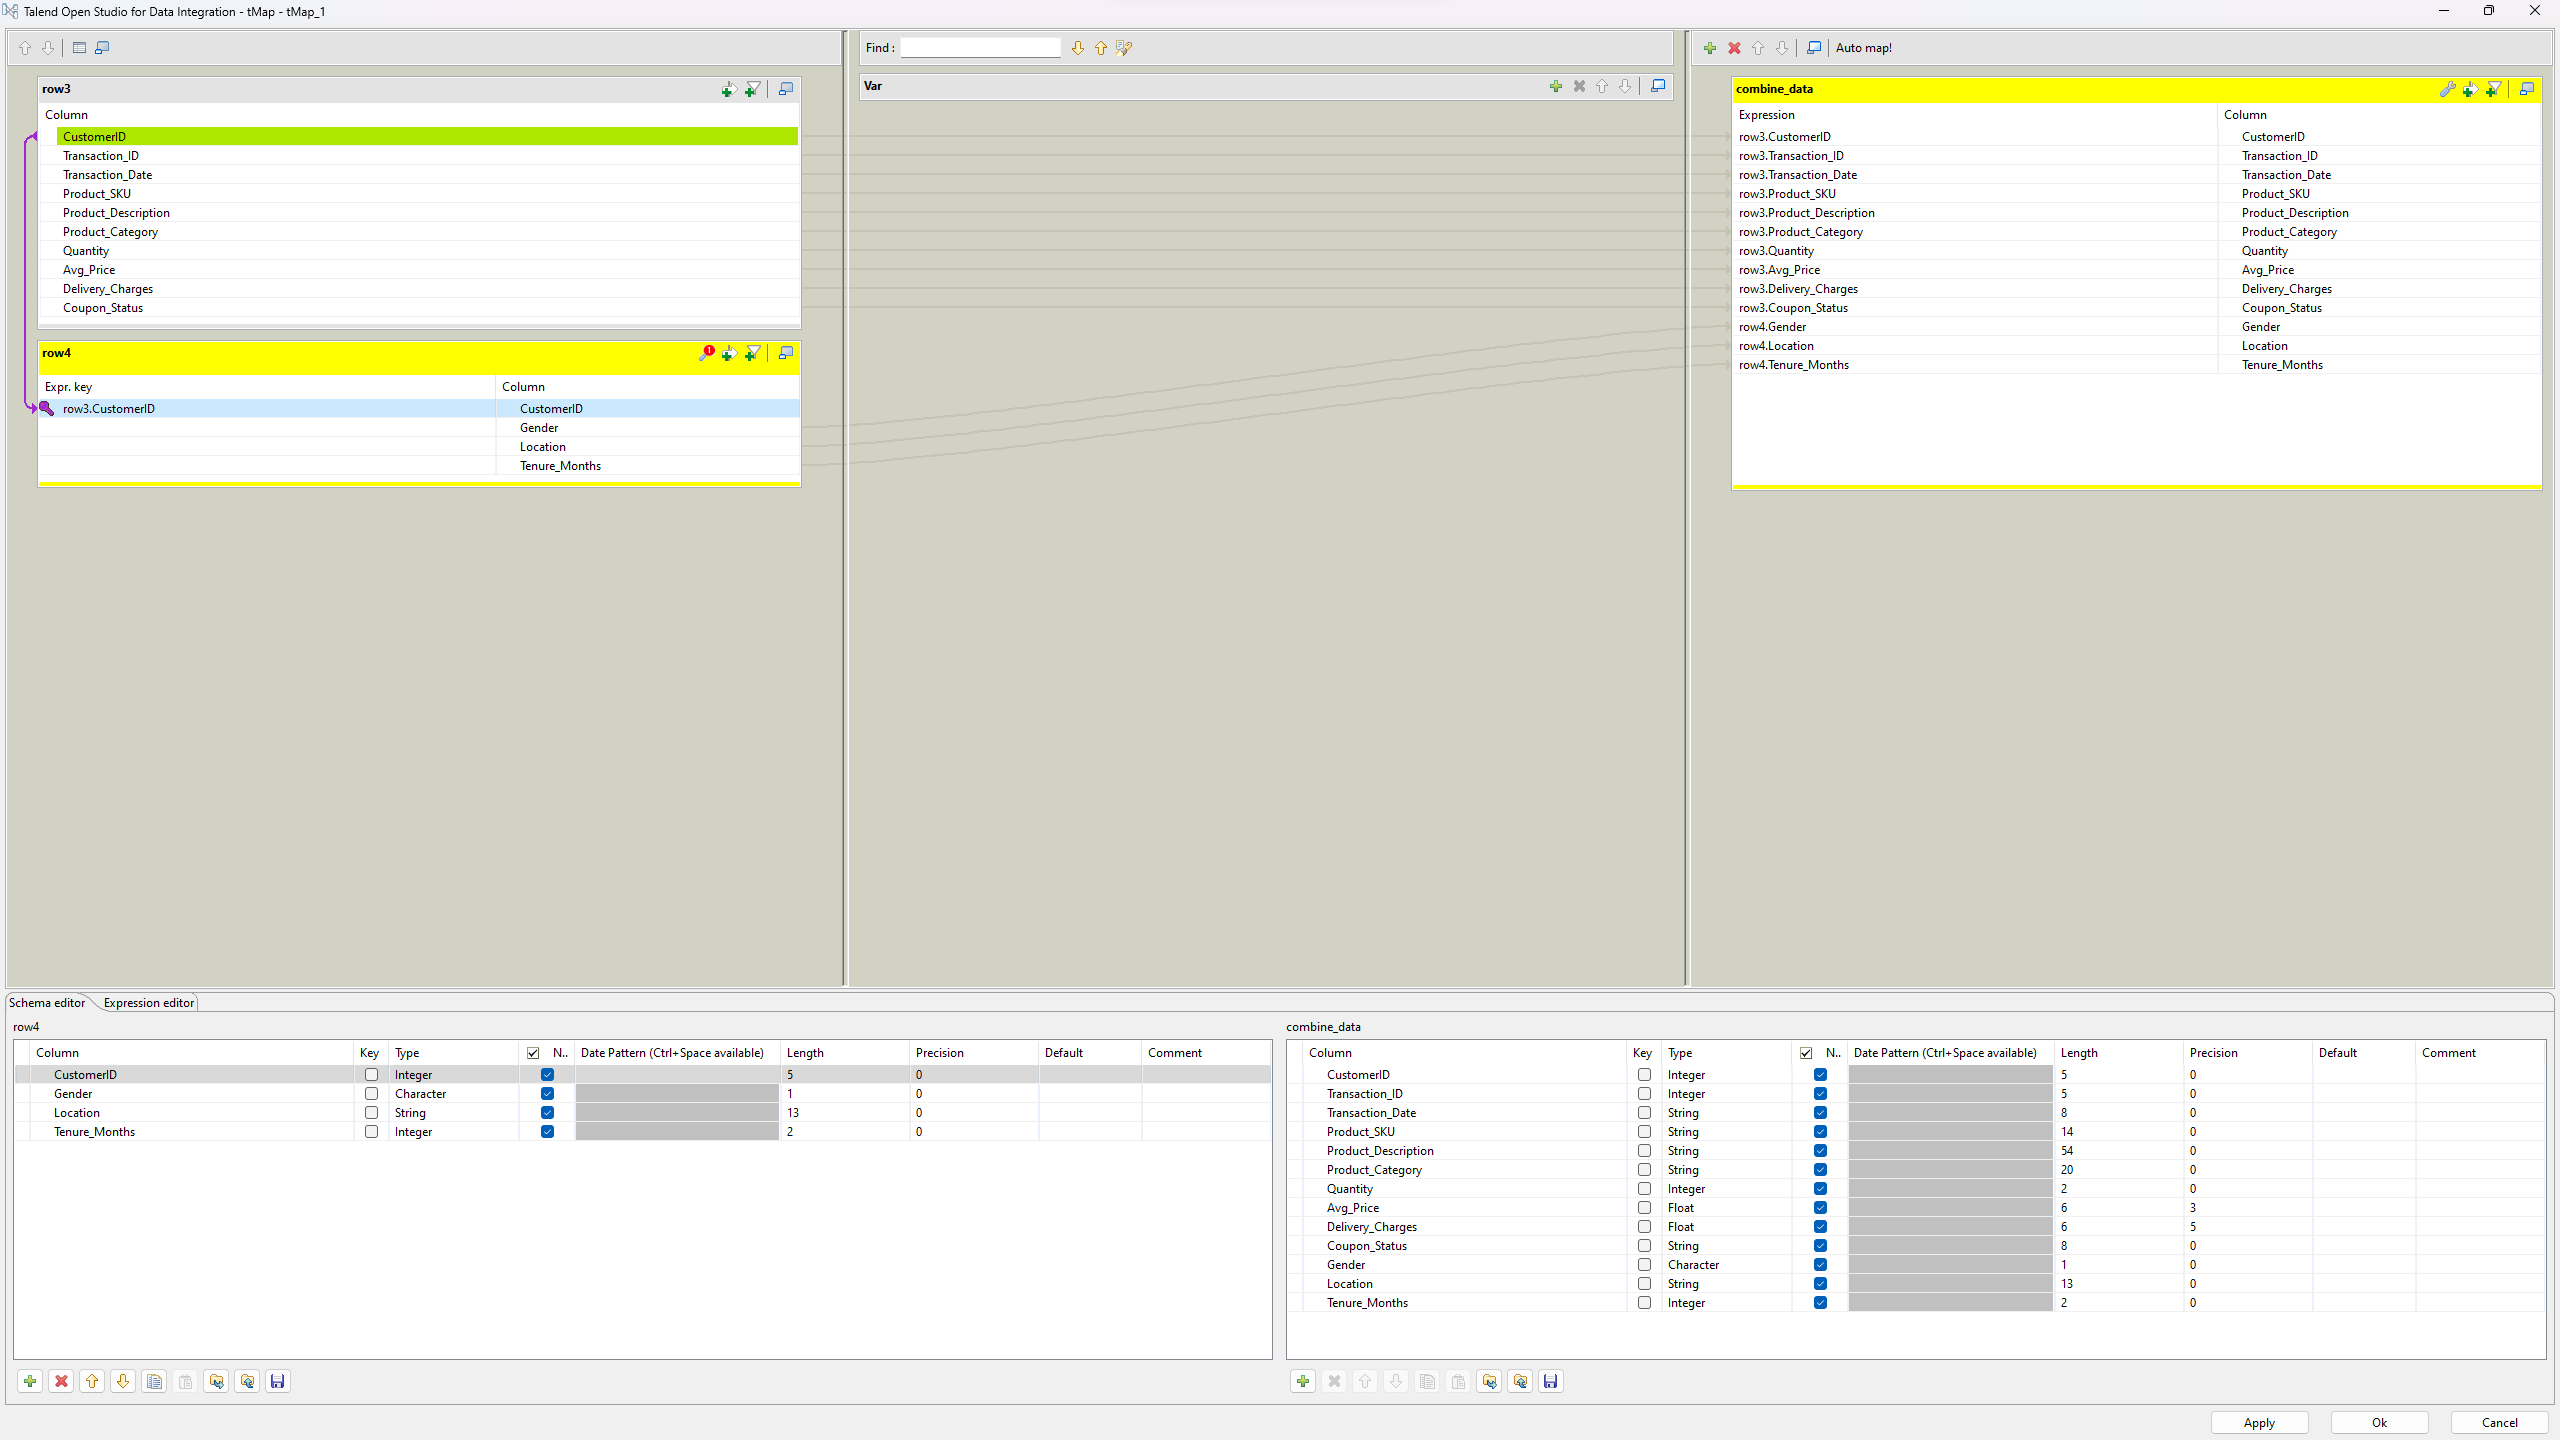 Talend Open Studio for Data Integration - tMap - tMap_1
Find :
Auto map!
row3
Column
CustomerID
Transaction_ID
Transaction_Date
Product_SKU
Product_Description
Product_Category
Quantity
Avg_Price
Delivery_Charges
Coupon_Status
row4
Expr. key Column
row3.CustomerID CustomerID
Gender
Location
Tenure_Months
Var
combine_data
Expression Column
row3.CustomerID CustomerID
row3.Transaction_ID Transaction_ID
row3.Transaction_Date Transaction_Date
row3.Product_SKU Product_SKU
row3.Product_Description Product_Description
row3.Product_Category Product_Category
row3.Quantity Quantity
row3.Avg_Price Avg_Price
row3.Delivery_Charges Delivery_Charges
row3.Coupon_Status Coupon_Status
row4.Gender Gender
row4.Location Location
row4.Tenure_Months Tenure_Months
Schema editor Expression editor
row4
Column Key Type N.. Date Pattern (Ctrl+Space available) Length Precision Default Comment
CustomerID Integer 5 0
Gender Character 1 0
Location String 13 0
Tenure_Months Integer 2 0
combine_data
Column Key Type N.. Date Pattern (Ctrl+Space available) Length Precision Default Comment
CustomerID Integer 5 0
Transaction_ID Integer 5 0
Transaction_Date String 8 0
Product_SKU String 14 0
Product_Description String 54 0
Product_Category String 20 0
Quantity Integer 2 0
Avg_Price Float 6 3
Delivery_Charges Float 6 5
Coupon_Status String 8 0
Gender Character 1 0
Location String 13 0
Tenure_Months Integer 2 0
Apply Ok Cancel